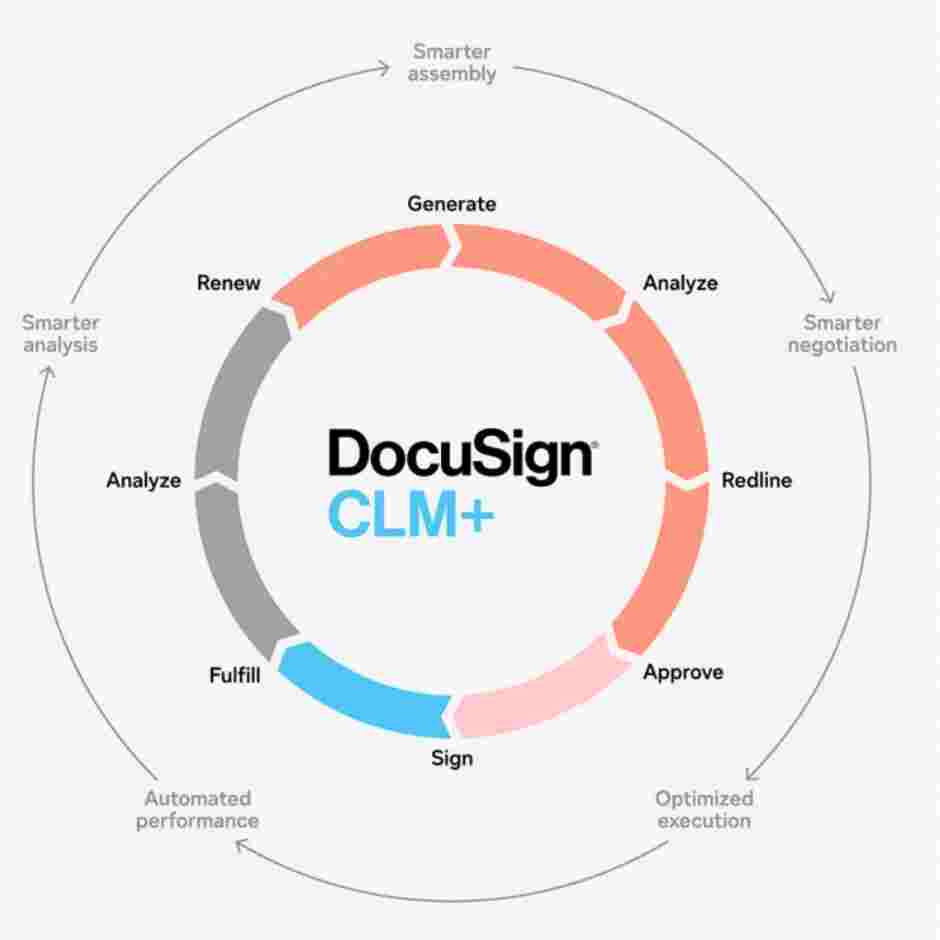 Smarter
assembly
Generate
Renew
Analyze
Smarter
analysis
Smarter
negotiation
DocuSign®
CLM+
Analyze
Redline
Fulfill
Approve
Sign
Automated
performance
Optimized
execution